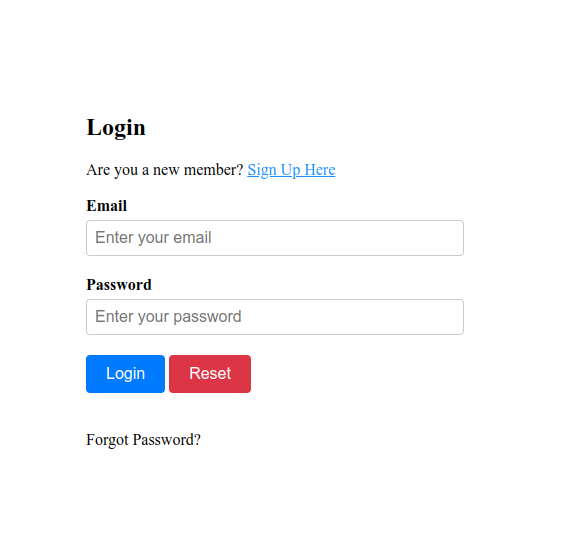 Login
Are you a new member? Sign Up Here
Email
Enter your email
Password
Enter your password
Login Reset
Forgot Password?